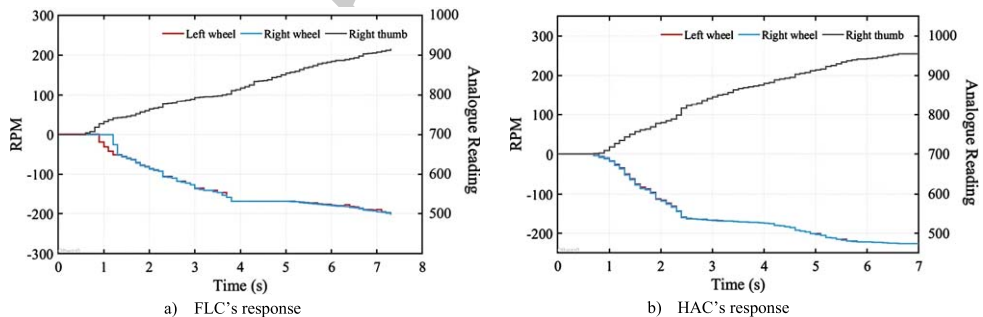 300
200
100
0
-100
-200
-300
RPM
Left wheel Right wheel Right thumb
1000
900
800
700
600
500
Analogue Reading
0 1 2 3 4 5 6 7 8
Time (s)
a) FLC's response
300
200
100
0
-100
-200
RPM
Left wheel Right wheel Right thumb
1000
900
800
700
600
500
Analogue Reading
0 1 2 3 4 5 6 7
Time (s)
b) HAC's response